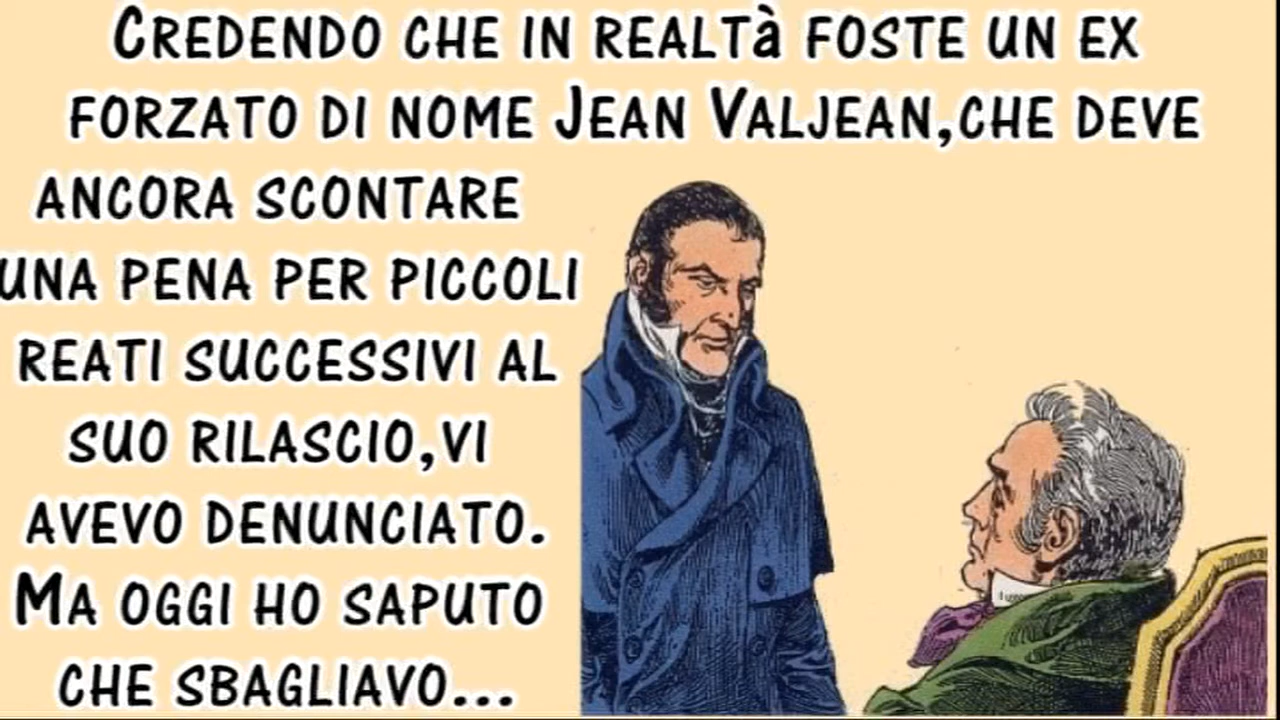 Credendo che in realtà foste un ex
forzato di nome Jean Valjean,che deve
ancora scontare
una pena per piccoli
reati successivi al
suo rilascio,vi
avevo denunciato.
Ma oggi ho saputo
che sbagliavo...